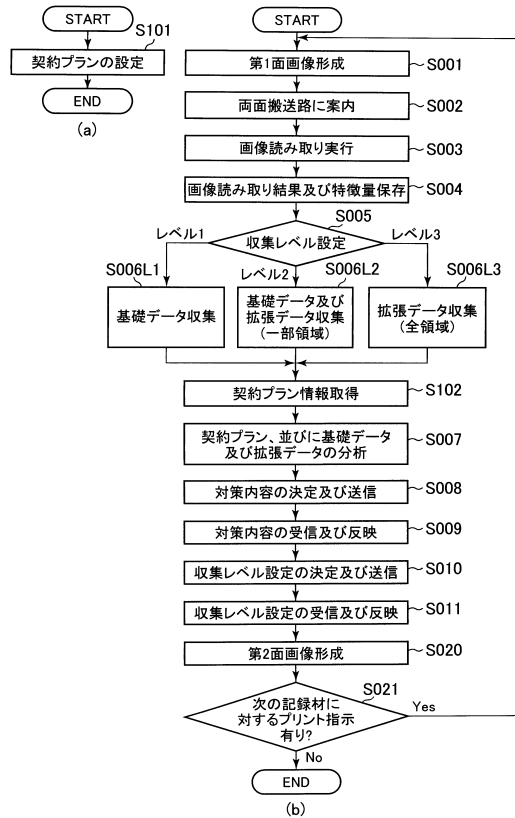 START
S101
契約プランの設定
END
(a)
START
第1面画像形成
S001
両面搬送路に案内
S002
画像読み取り実行
S003
画像読み取り結果及び特徴量保存
S004
S005
収集レベル設定
レベル1
レベル2
レベル3
S006L1
基礎データ収集
S006L2
基礎データ及び
拡張データ収集
(一部領域)
S006L3
拡張データ収集
(全領域)
契約プラン情報取得
S102
契約プラン、並びに基礎データ
及び拡張データの分析
S007
対策内容の決定及び送信
S008
対策内容の受信及び反映
S009
収集レベル設定の決定及び送信
S010
収集レベル設定の受信及び反映
S011
第2面画像形成
S020
S021
次の記録材に
対するプリント指示
有り?
Yes
No
END
(b)